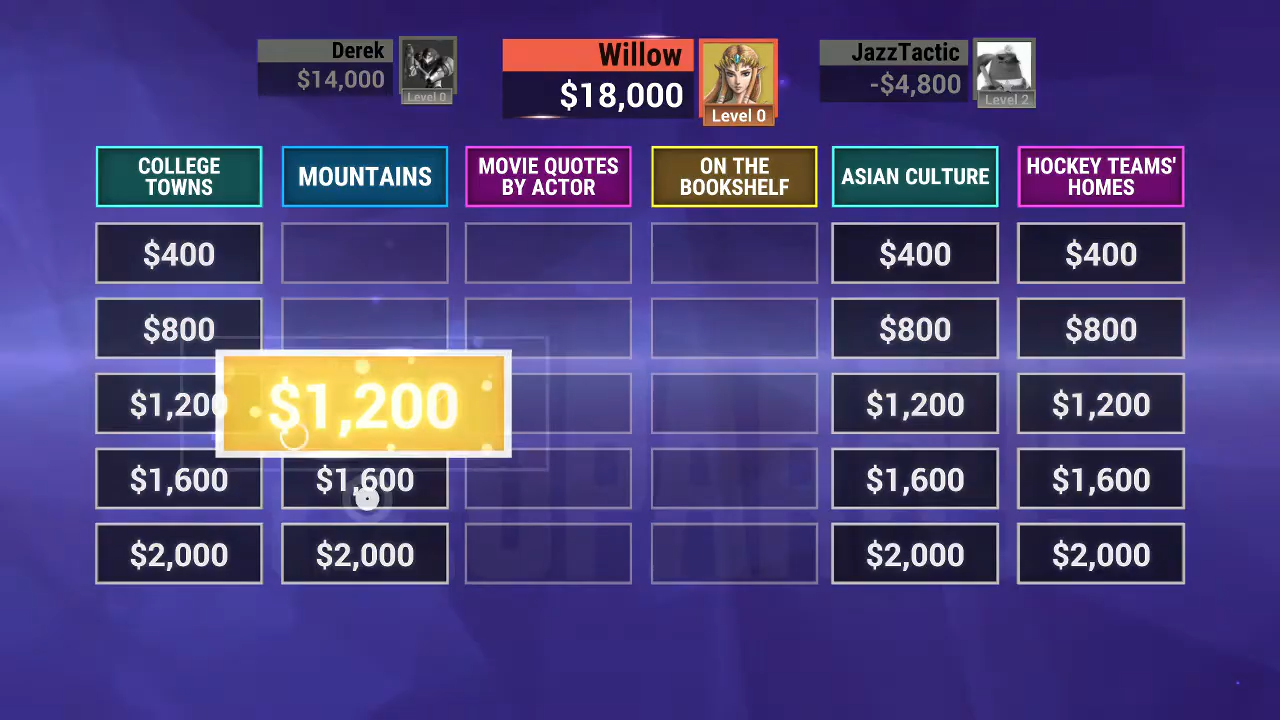 Derek
$14,000
Level 0
Willow
$18,000
Level 0
JazzTactic
-$4,800
Level 2
COLLEGE
TOWNS
MOUNTAINS
MOVIE QUOTES
BY ACTOR
ON THE
BOOKSHELF
ASIAN CULTURE
HOCKEY TEAMS'
HOMES
$400
$400
$400
$800
$800
$800
$1,200
$1,200
$1,200
$1,200
$1,600
$1,600
$1,600
$1,600
$2,000
$2,000
$2,000
$2,000